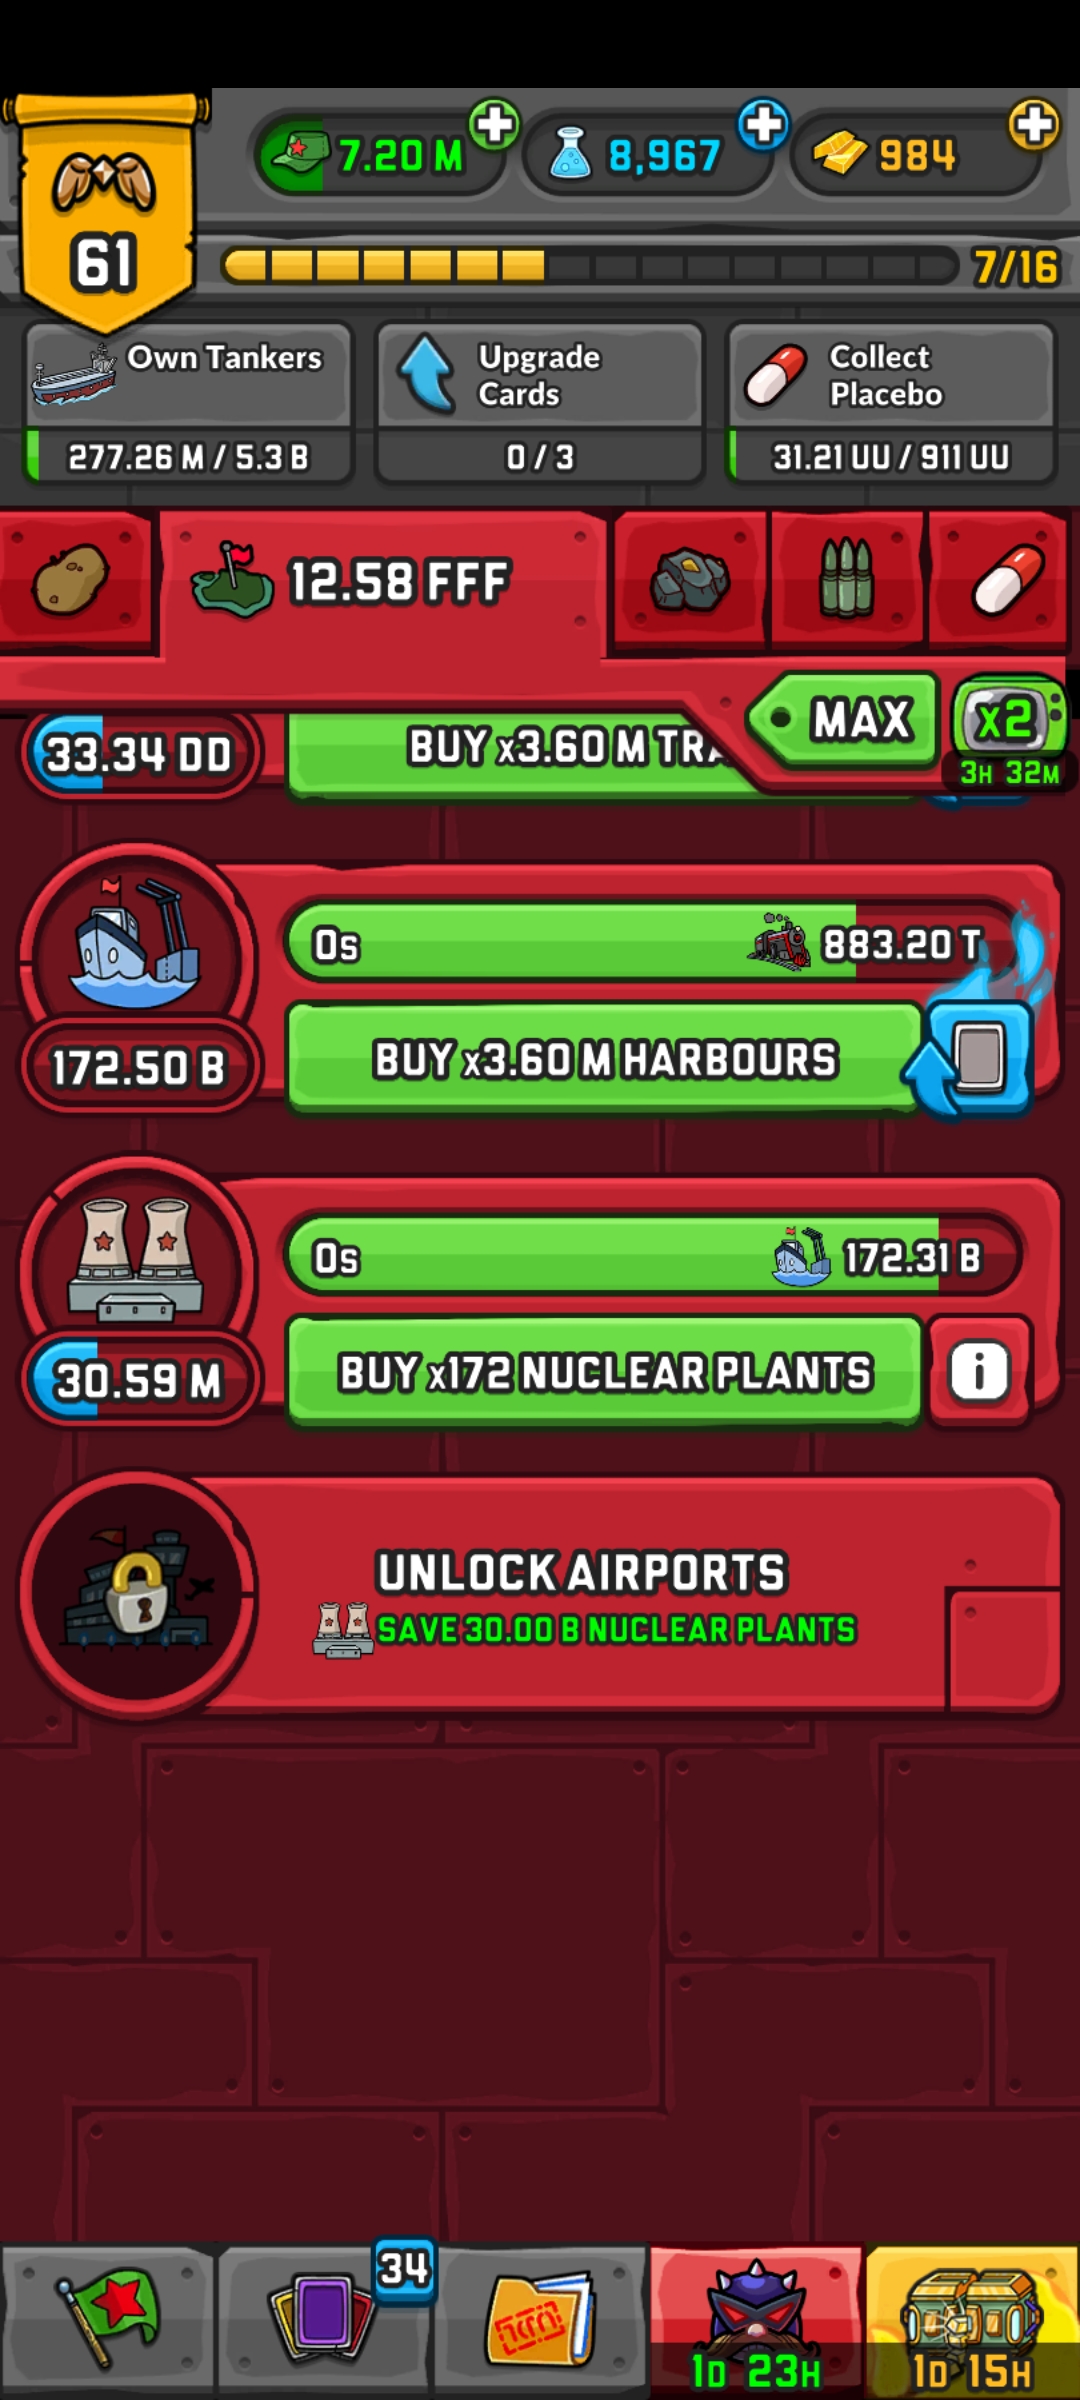 7.20 M
8,967
984
61
7/16
Own Tankers
277.26 M / 5.3 B
Upgrade
Cards
0 / 3
Collect
Placebo
31.21 UU / 911 UU
12.58 FFF
MAX
x2
3H 32M
33.34 DD
BUY x3.60 M
0s
883.20 T
172.50 B
BUY x3.60 M HARBOURS
0s
172.31 B
30.59 M
BUY x172 NUCLEAR PLANTS
i
UNLOCK AIRPORTS
SAVE 30.00 B NUCLEAR PLANTS
34
1D 23H
1D 15H